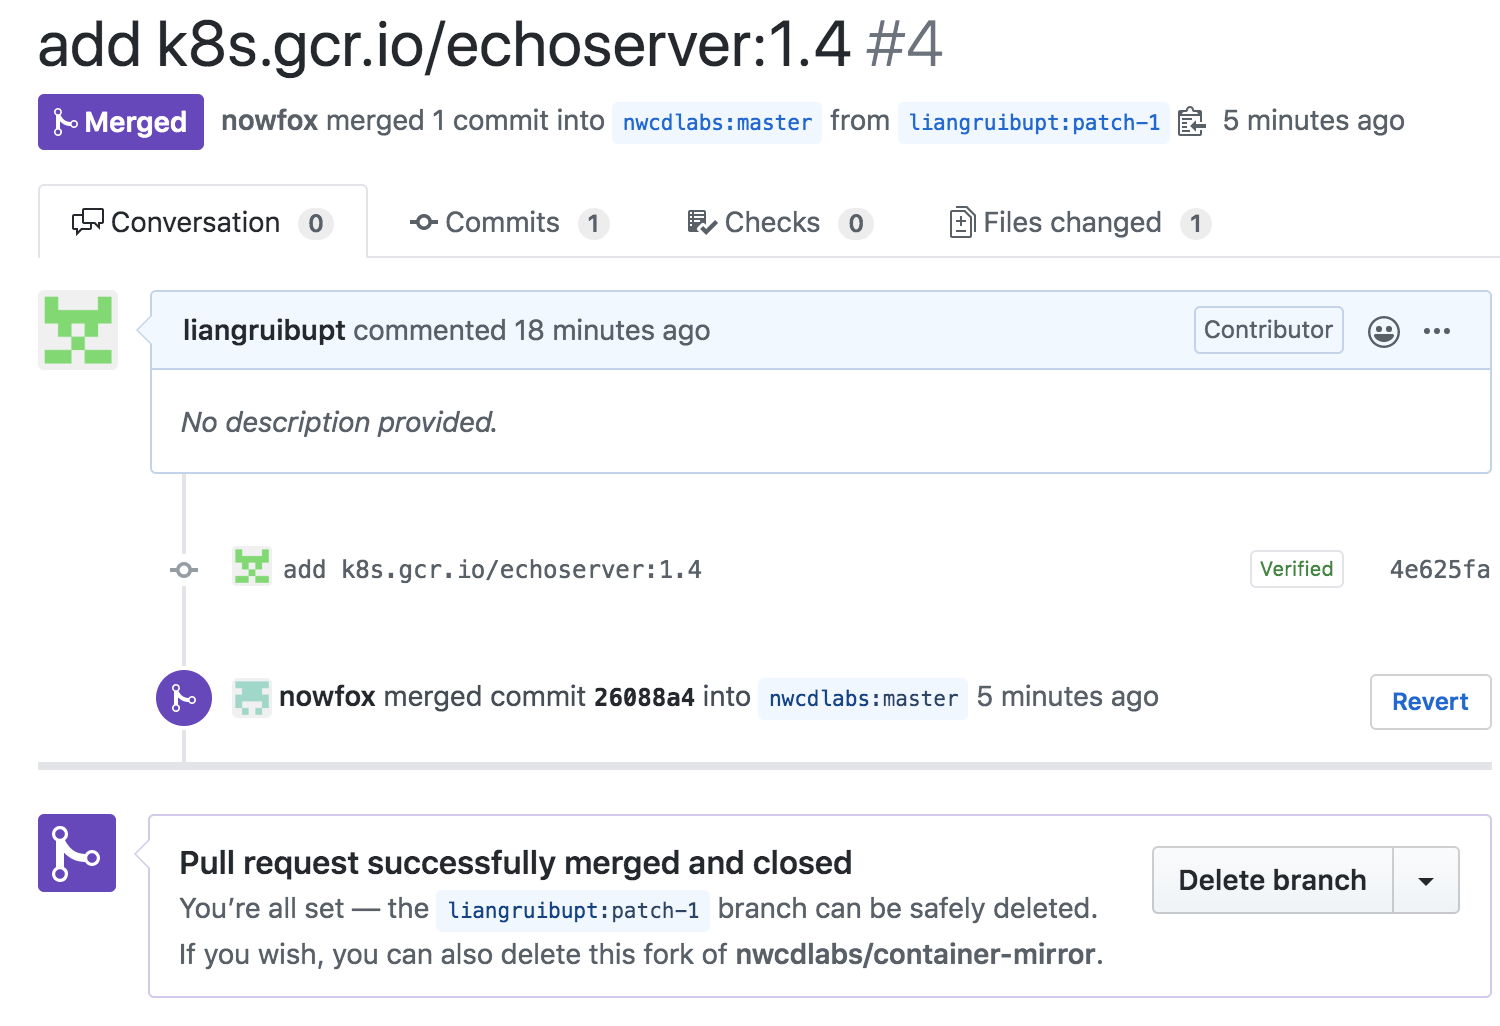 add k8s.gcr.io/echoserver:1.4 #4
Merged nowfox merged 1 commit into nwcdlabs:master from liangruibupt:patch-1 5 minutes ago
Conversation 0 Commits 1 Checks 0 Files changed 1
liangruibupt commented 18 minutes ago Contributor
No description provided.
add k8s.gcr.io/echoserver:1.4 Verified 4e625fa
nowfox merged commit 26088a4 into nwcdlabs:master 5 minutes ago Revert
Pull request successfully merged and closed
You’re all set — the liangruibupt:patch-1 branch can be safely deleted.
If you wish, you can also delete this fork of nwcdlabs/container-mirror.
Delete branch